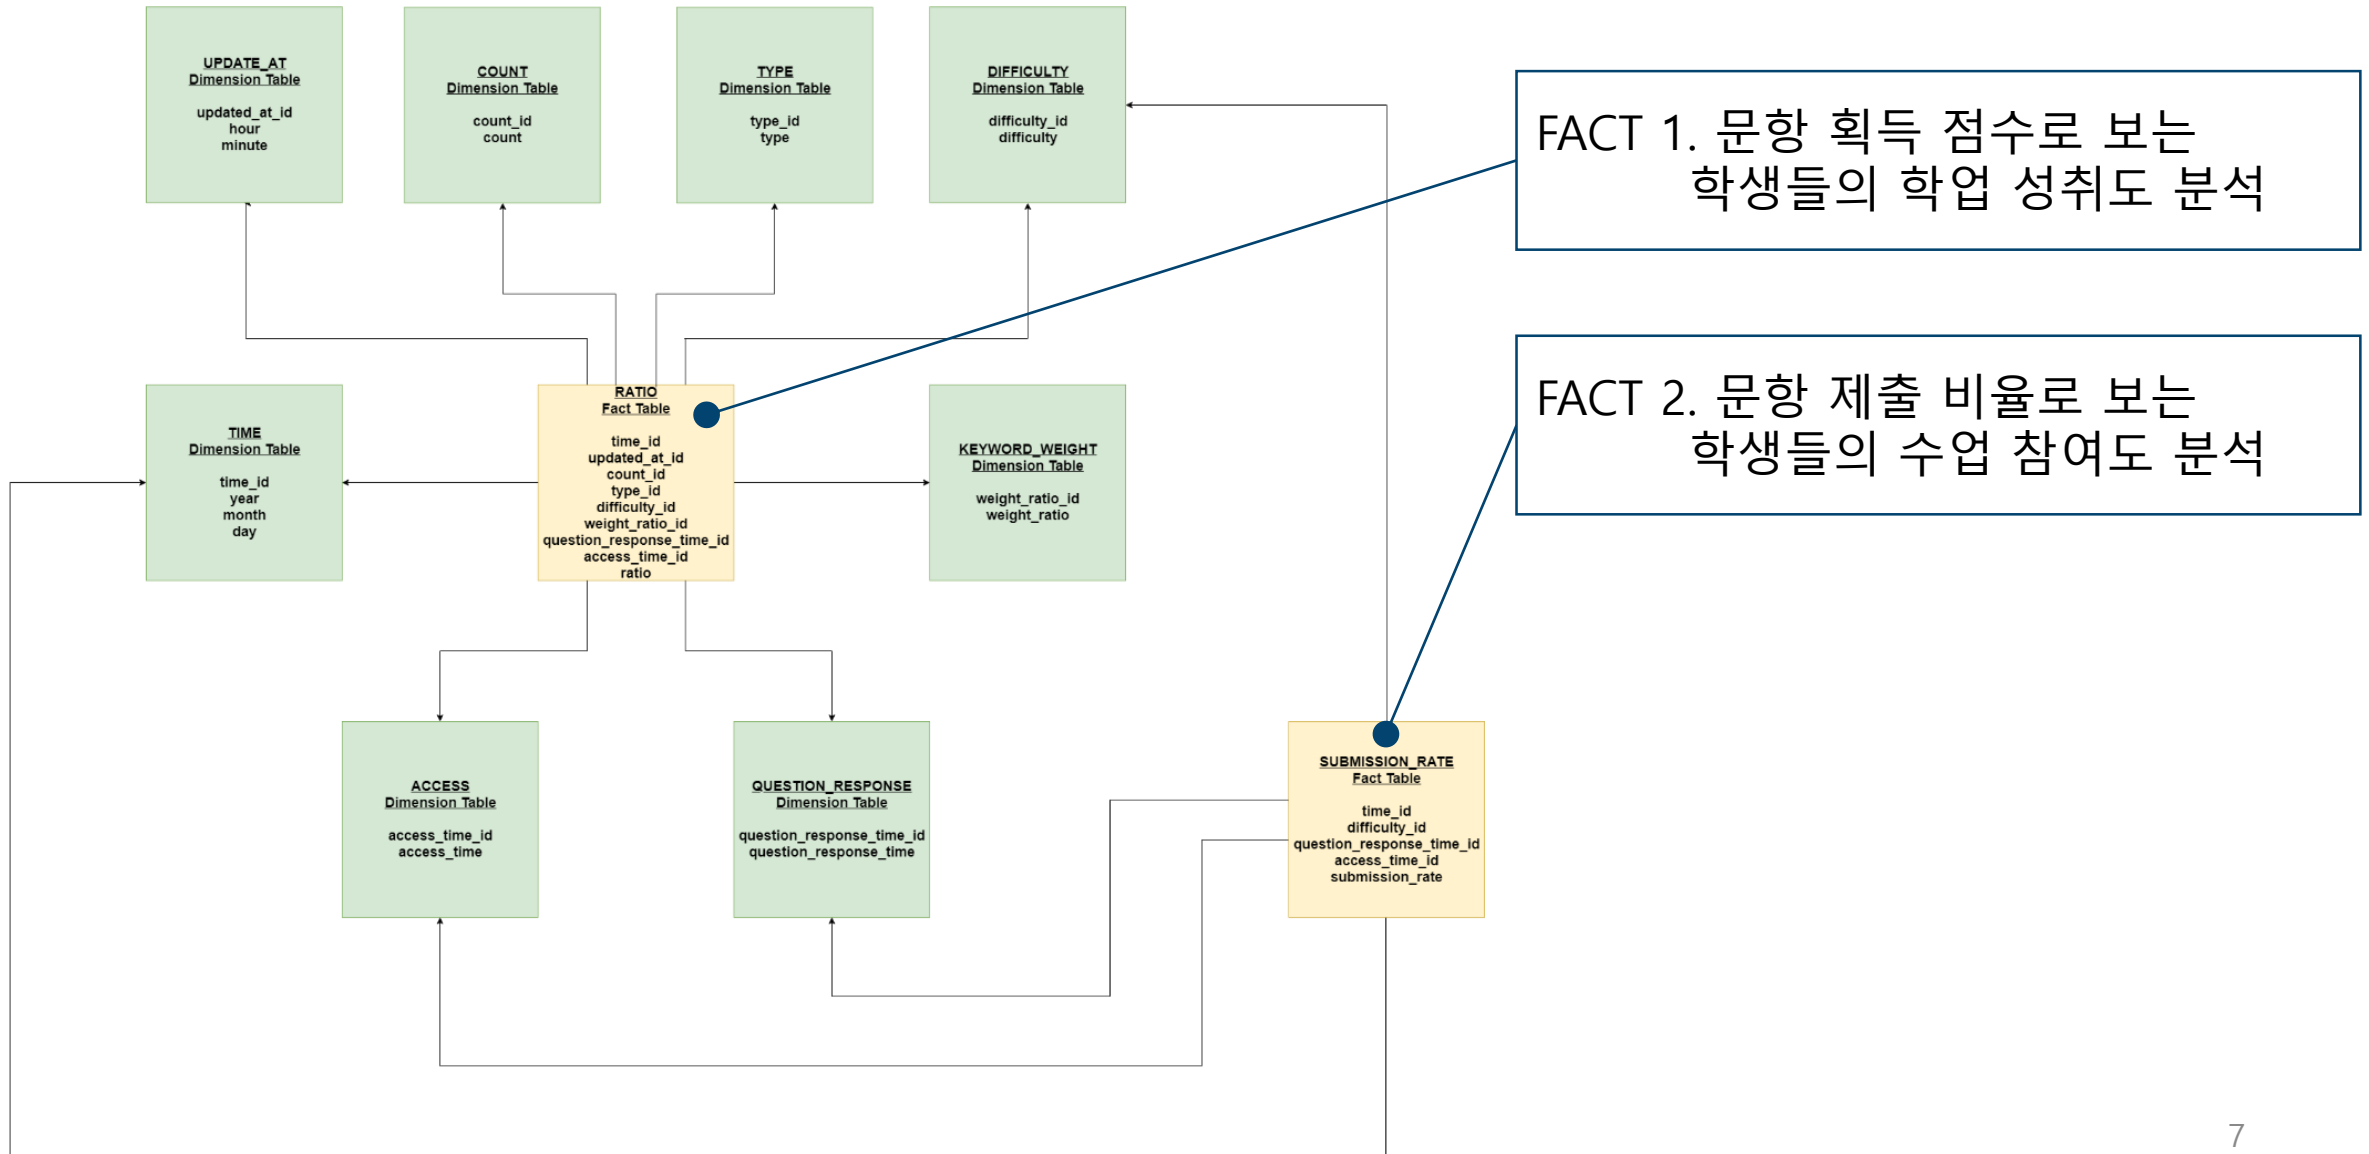 UPDATE_AT
Dimension Table
updated_at_id
hour
minute
COUNT
Dimension Table
count_id
count
TYPE
Dimension Table
type_id
type
DIFFICULTY
Dimension Table
difficulty_id
difficulty
FACT 1. 문항 획득 점수로 보는
학생들의 학업 성취도 분석
FACT 2. 문항 제출 비율로 보는
학생들의 수업 참여도 분석
TIME
Dimension Table
time_id
year
month
day
RATIO
Fact Table
time_id
updated_at_id
count_id
type_id
difficulty_id
weight_ratio_id
question_response_time_id
access_time_id
ratio
KEYWORD_WEIGHT
Dimension Table
weight_ratio_id
weight_ratio
ACCESS
Dimension Table
access_time_id
access_time
QUESTION_RESPONSE
Dimension Table
question_response_time_id
question_response_time
SUBMISSION_RATE
Fact Table
time_id
difficulty_id
question_response_time_id
access_time_id
submission_rate
7